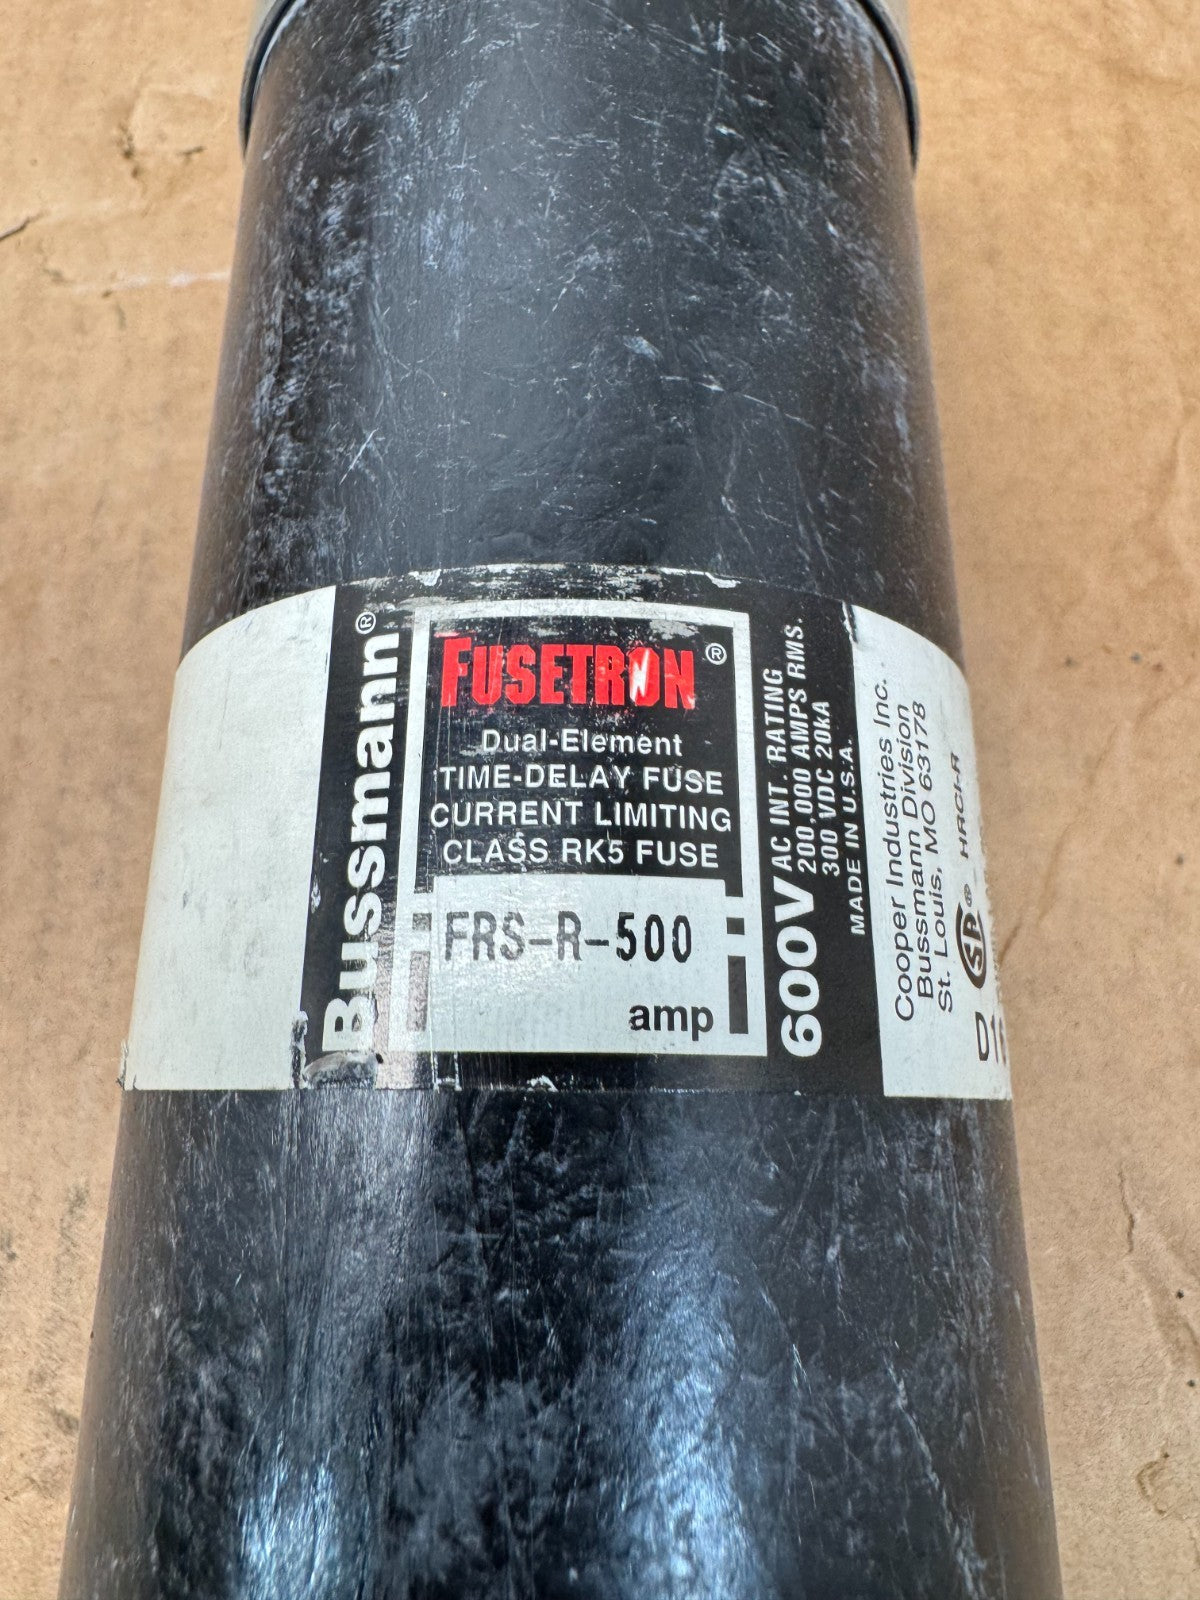 Bussmann®
FUSETRON®
Dual-Element
TIME-DELAY FUSE
CURRENT LIMITING
CLASS RK5 FUSE
FRS-R-500
amp
600V
AC INT. RATING
200,000 AMPS RMS.
300 VDC 20kA
MADE IN U.S.A.
Cooper Industries Inc.
Bussmann Division
St. Louis, MO 63178
HRCI-R